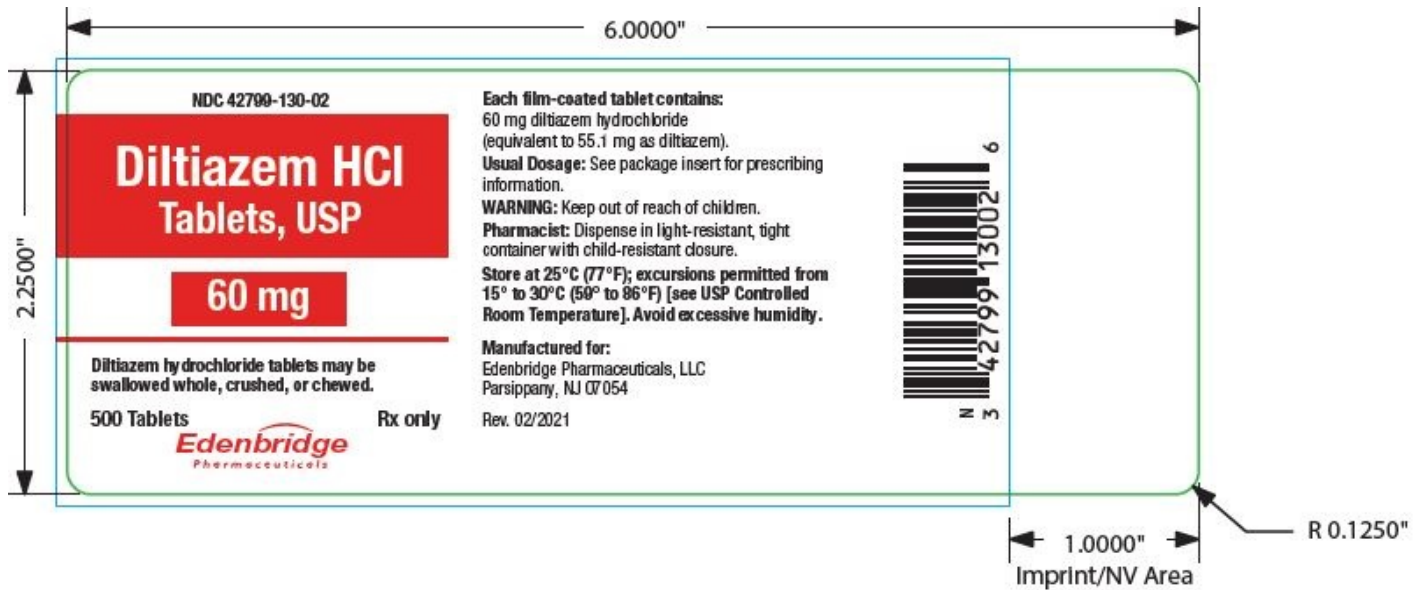 6.0000"
2.2500"
NDC 42799-130-02
Diltiazem HCl
Tablets, USP
60 mg
Diltiazem hydrochloride tablets may be
swallowed whole, crushed, or chewed.
500 Tablets
Rx only
Edenbridge
Pharmaceuticals
Each film-coated tablet contains:
60 mg diltiazem hydrochloride
(equivalent to 55.1 mg as diltiazem).
Usual Dosage: See package insert for prescribing
information.
WARNING: Keep out of reach of children.
Pharmacist: Dispense in light-resistant, tight
container with child-resistant closure.
Store at 25°C (77°F); excursions permitted from
15° to 30°C (59° to 86°F) [see USP Controlled
Room Temperature]. Avoid excessive humidity.
Manufactured for:
Edenbridge Pharmaceuticals, LLC
Parsippany, NJ 07054
Rev. 02/2021
N
3 42799 13002 6
R 0.1250"
1.0000"
Imprint/NV Area